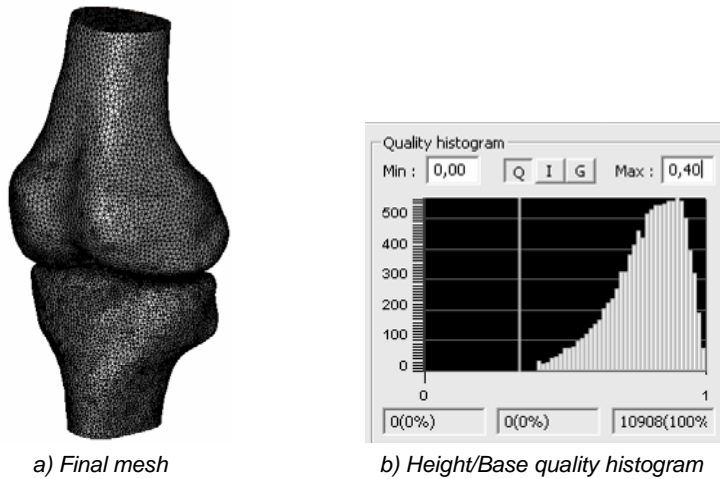 Quality histogram
Min : 0,00 Q I G Max : 0,40
500
400
300
200
100
0
0 1
0(0%) 0(0%) 10908(100%
a) Final mesh b) Height/Base quality histogram